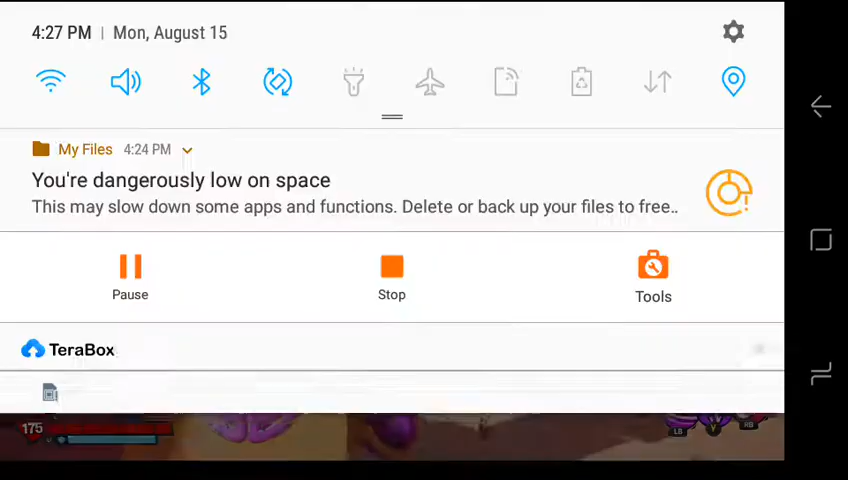 4:27 PM | Mon, August 15
My Files 4:24 PM
You're dangerously low on space
This may slow down some apps and functions. Delete or back up your files to free..
Pause
Stop
Tools
TeraBox
175
LB
Y
RB